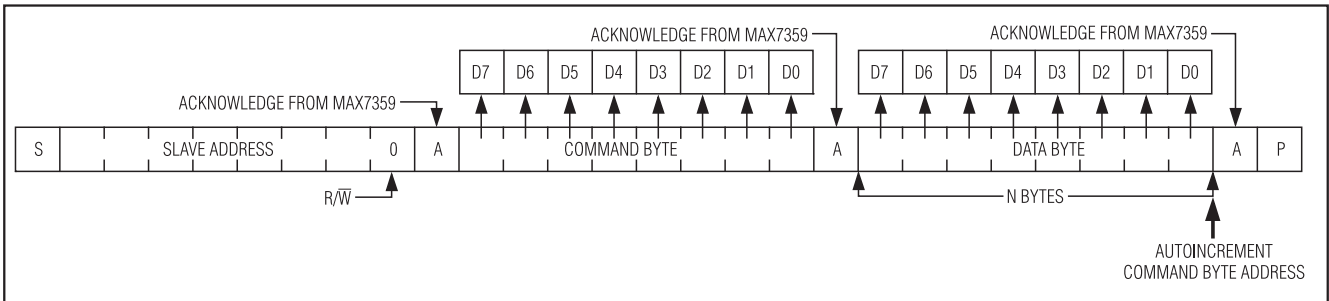 ACKNOWLEDGE FROM MAX7359
ACKNOWLEDGE FROM MAX7359
D7 D6 D5 D4 D3 D2 D1 D0
D7 D6 D5 D4 D3 D2 D1 D0
ACKNOWLEDGE FROM MAX7359
S SLAVE ADDRESS 0 A COMMAND BYTE A DATA BYTE A P
R/W̅
N BYTES
AUTOINCREMENT
COMMAND BYTE ADDRESS